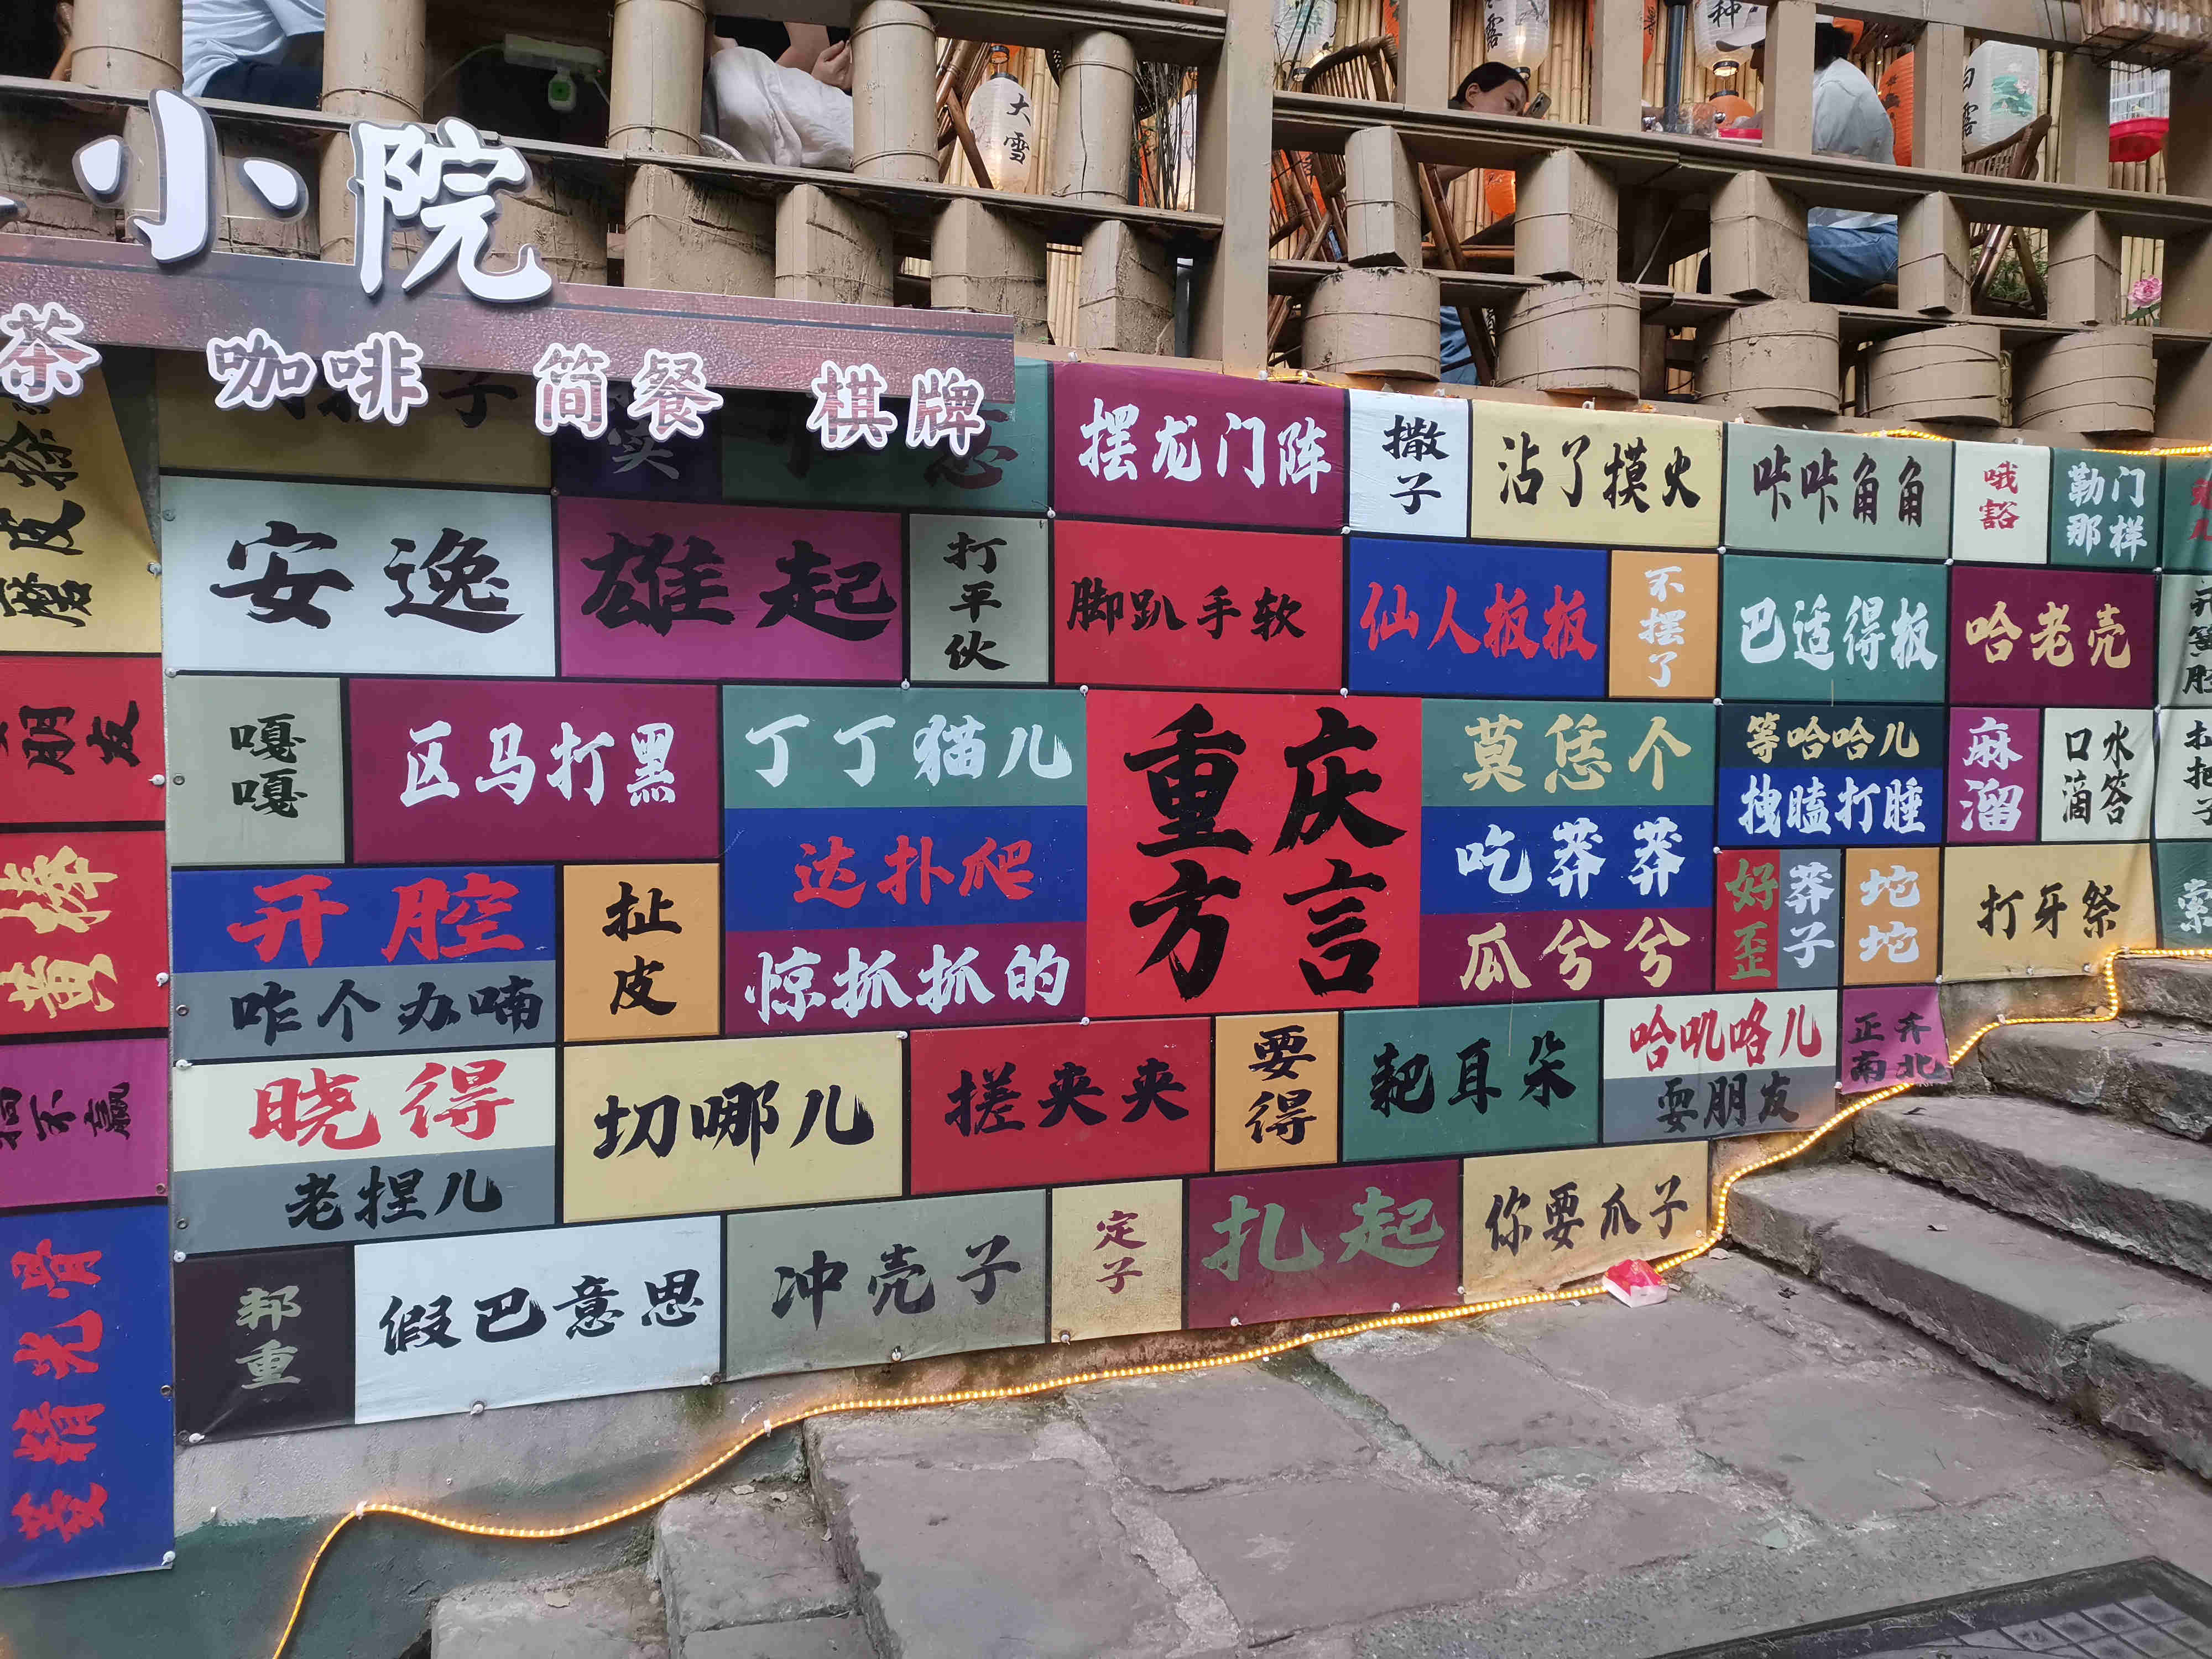 大雪
小院
茶 咖啡 简餐 棋牌
摆龙门阵
撒子
沾了摸火
咔咔角角
哦豁
勒门
那样
安逸
雄起
打平伙
脚趴手软
仙人板板
不摆了
巴适得板
哈老壳
朋友
嘎嘎
区马打黑
丁丁猫儿
达扑爬
惊抓抓的
重庆
方言
莫恁个
吃莽莽
瓜兮兮
等哈哈儿
拽瞌打睡
麻溜
口水
滴答
好歪
莽子
坨坨
打牙祭
开腔
咋个办喃
扯皮
晓得
老捏儿
切哪儿
搓夹夹
要得
耙耳朵
哈叽咯儿
耍朋友
正齐
南北
邦重
假巴意思
冲壳子
定子
扎起
你要爪子